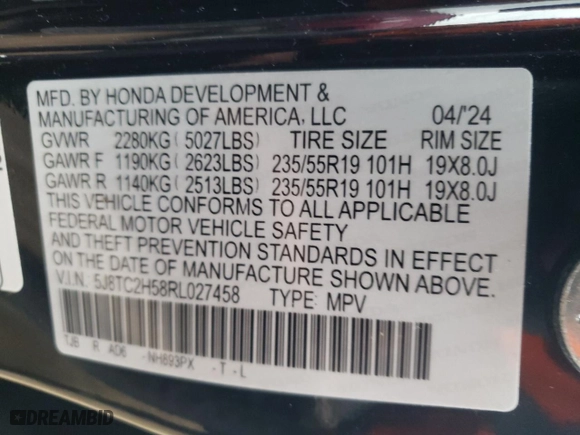 MFD. BY HONDA DEVELOPMENT &
MANUFACTURING OF AMERICA, LLC 04/'24
GVWR 2280KG (5027LBS) TIRE SIZE RIM SIZE
GAWR F 1190KG (2623LBS) 235/55R19 101H 19X8.0J
GAWR R 1140KG (2513LBS) 235/55R19 101H 19X8.0J
THIS VEHICLE CONFORMS TO ALL APPLICABLE
FEDERAL MOTOR VEHICLE SAFETY
AND THEFT PREVENTION STANDARDS IN EFFECT
ON THE DATE OF MANUFACTURE SHOWN ABOVE.
V.I.N. 5J8TC2H58RL027458 TYPE: MPV
TJB R AD6 -NH893PX -T-L
DREAMBID